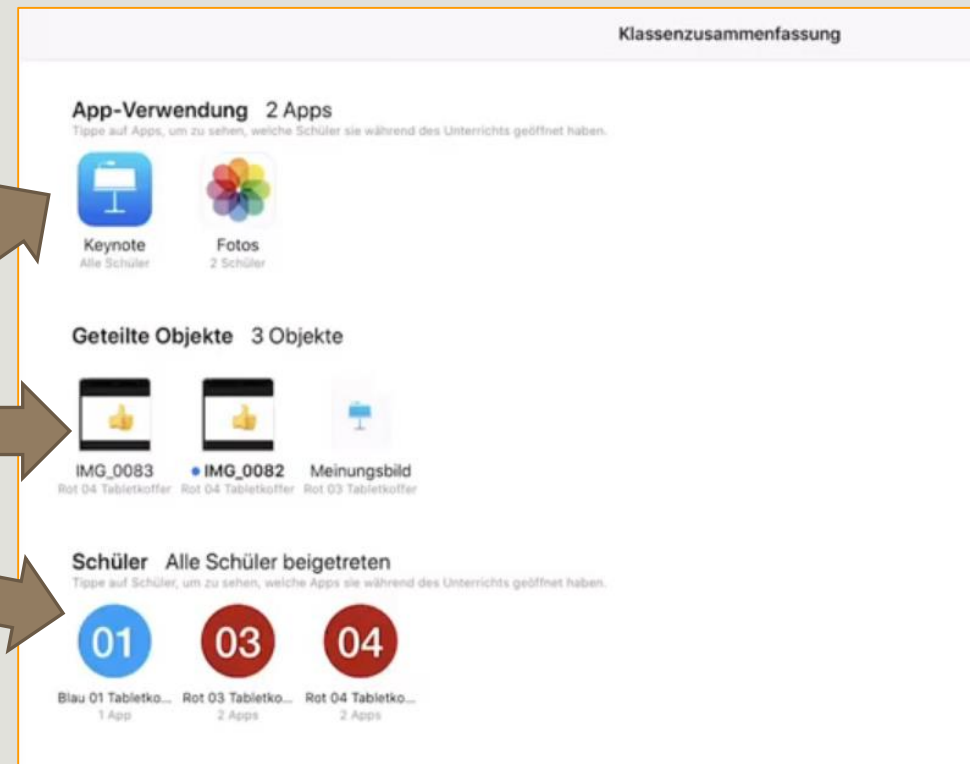 Klassenzusammenfassung
App-Verwendung 2 Apps
Tippe auf Apps, um zu sehen, welche Schüler sie während des Unterrichts geöffnet haben.
Keynote Fotos
Alle Schüler 2 Schüler
Geteilte Objekte 3 Objekte
IMG_0083 IMG_0082 Meinungsbild
Rot 04 Tabletkoffer Rot 04 Tabletkoffer Rot 03 Tabletkoffer
Schüler Alle Schüler beigetreten
Tippe auf Schüler, um zu sehen, welche Apps sie während des Unterrichts geöffnet haben.
01 03 04
Blau 01 Tabletko... Rot 03 Tabletko... Rot 04 Tabletko...
1 App 2 Apps 2 Apps